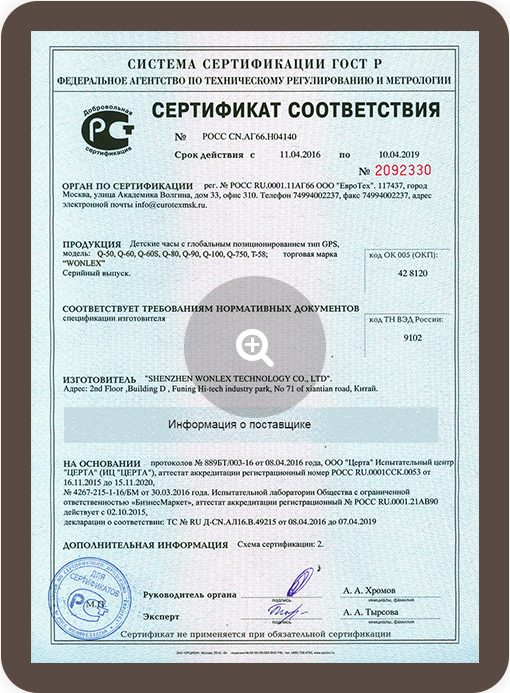 СИСТЕМА СЕРТИФИКАЦИИ ГОСТ Р
ФЕДЕРАЛЬНОЕ АГЕНТСТВО ПО ТЕХНИЧЕСКОМУ РЕГУЛИРОВАНИЮ И МЕТРОЛОГИИ
Добровольная
сертификация
СЕРТИФИКАТ СООТВЕТСТВИЯ
№ РОСС CN.АГ66.Н04140
Срок действия с 11.04.2016 по 10.04.2019
№ 2092330
ОРГАН ПО СЕРТИФИКАЦИИ рег. № РОСС RU.0001.11АГ66 ООО "ЕвроТех". 117437, город
Москва, улица Академика Волгина, дом 33, офис 310. Телефон 74994002237, факс 74994002237, адрес
электронной почты info@eurotexmsk.ru.
ПРОДУКЦИЯ Детские часы с глобальным позиционированием тип GPS,
модель: Q-50, Q-60, Q-60S, Q-80, Q-90, Q-100, Q-750, T-58; торговая марка
"WONLEX"
Серийный выпуск.
код ОК 005 (ОКП):
42 8120
СООТВЕТСТВУЕТ ТРЕБОВАНИЯМ НОРМАТИВНЫХ ДОКУМЕНТОВ
спецификации изготовителя
код ТН ВЭД России:
9102
ИЗГОТОВИТЕЛЬ "SHENZHEN WONLEX TECHNOLOGY CO., LTD".
Адрес: 2nd Floor ,Building D , Funing Hi-tech industry park, No 71 of xiantian road, Китай.
Информация о поставщике
НА ОСНОВАНИИ протоколов № 889БТ/003-16 от 08.04.2016 года, ООО "Церта" Испытательный центр
"ЦЕРТА" (ИЦ "ЦЕРТА"), аттестат аккредитации регистрационный номер РОСС RU.0001ССК.0053 от
16.11.2015 до 15.11.2020,
№ 4267-215-1-16/БМ от 30.03.2016 года. Испытательной лаборатории Общества с ограниченной
ответственностью «БизнесМаркет», аттестат аккредитации регистрационный № РОСС RU.0001.21АВ90
действует с 02.10.2015,
декларации о соответствии: ТС № RU Д-CN.АЛ16.В.49215 от 08.04.2016 до 07.04.2019
ДОПОЛНИТЕЛЬНАЯ ИНФОРМАЦИЯ Схема сертификации: 2.
ДЛЯ
СЕРТИФИКАТОВ
М.П.
Руководитель органа
подпись
А. А. Хромов
инициалы, фамилия
Эксперт
подпись
А. А. Тырсова
инициалы, фамилия
Сертификат не применяется при обязательной сертификации